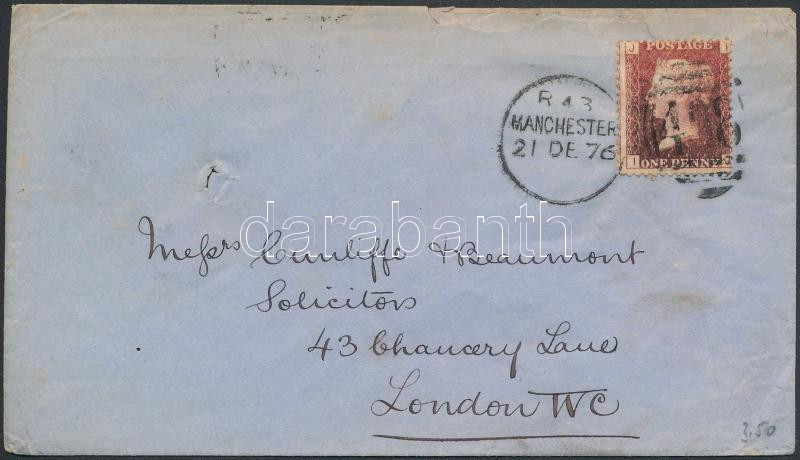 J I
POSTAGE
R 43
MANCHESTER
21 DE 76
I
ONE PENNY
darabanth
Messrs Cunliffe & Beaumont
Solicitors
43 Chancery Lane
London WC
3,50